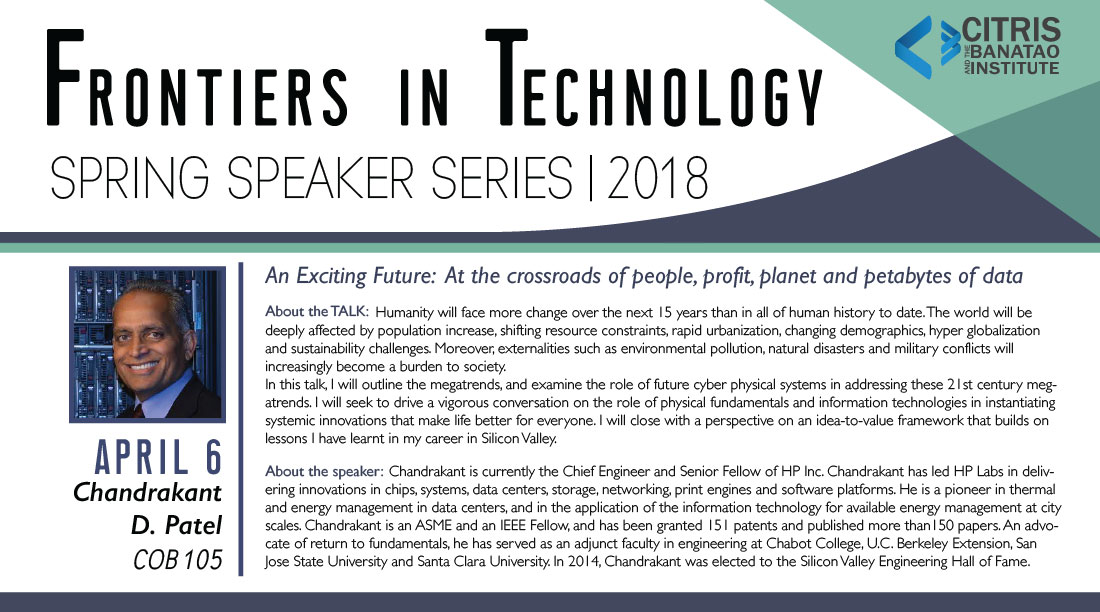 FRONTIERS IN TECHNOLOGY
SPRING SPEAKER SERIES | 2018
CITRIS
AND THE
BANATAO
INSTITUTE
An Exciting Future: At the crossroads of people, profit, planet and petabytes of data
About the TALK: Humanity will face more change over the next 15 years than in all of human history to date. The world will be
deeply affected by population increase, shifting resource constraints, rapid urbanization, changing demographics, hyper globalization
and sustainability challenges. Moreover, externalities such as environmental pollution, natural disasters and military conflicts will
increasingly become a burden to society.
In this talk, I will outline the megatrends, and examine the role of future cyber physical systems in addressing these 21st century meg-
atrends. I will seek to drive a vigorous conversation on the role of physical fundamentals and information technologies in instantiating
systemic innovations that make life better for everyone. I will close with a perspective on an idea-to-value framework that builds on
lessons I have learnt in my career in Silicon Valley.
About the speaker: Chandrakant is currently the Chief Engineer and Senior Fellow of HP Inc. Chandrakant has led HP Labs in deliv-
ering innovations in chips, systems, data centers, storage, networking, print engines and software platforms. He is a pioneer in thermal
and energy management in data centers, and in the application of the information technology for available energy management at city
scales. Chandrakant is an ASME and an IEEE Fellow, and has been granted 151 patents and published more than150 papers. An advo-
cate of return to fundamentals, he has served as an adjunct faculty in engineering at Chabot College, U.C. Berkeley Extension, San
Jose State University and Santa Clara University. In 2014, Chandrakant was elected to the Silicon Valley Engineering Hall of Fame.
APRIL 6
Chandrakant
D. Patel
COB 105